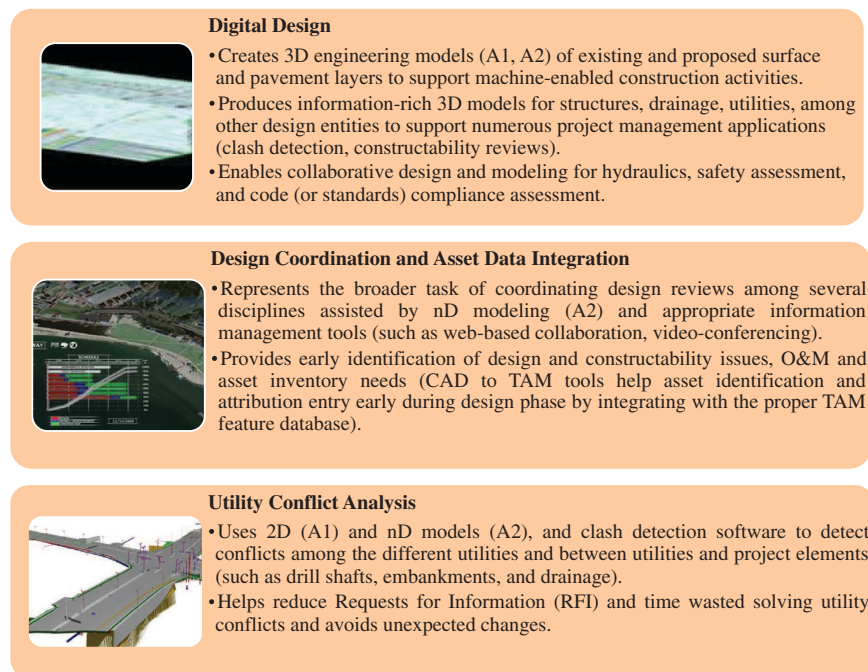 Digital Design
•Creates 3D engineering models (A1, A2) of existing and proposed surface
and pavement layers to support machine-enabled construction activities.
•Produces information-rich 3D models for structures, drainage, utilities, among
other design entities to support numerous project management applications
(clash detection, constructability reviews).
•Enables collaborative design and modeling for hydraulics, safety assessment,
and code (or standards) compliance assessment.
Design Coordination and Asset Data Integration
•Represents the broader task of coordinating design reviews among several
disciplines assisted by nD modeling (A2) and appropriate information
management tools (such as web-based collaboration, video-conferencing).
•Provides early identification of design and constructability issues, O&M and
asset inventory needs (CAD to TAM tools help asset identification and
attribution entry early during design phase by integrating with the proper TAM
feature database).
SCHEDULE
Utility Conflict Analysis
•Uses 2D (A1) and nD models (A2), and clash detection software to detect
conflicts among the different utilities and between utilities and project elements
(such as drill shafts, embankments, and drainage).
•Helps reduce Requests for Information (RFI) and time wasted solving utility
conflicts and avoids unexpected changes.